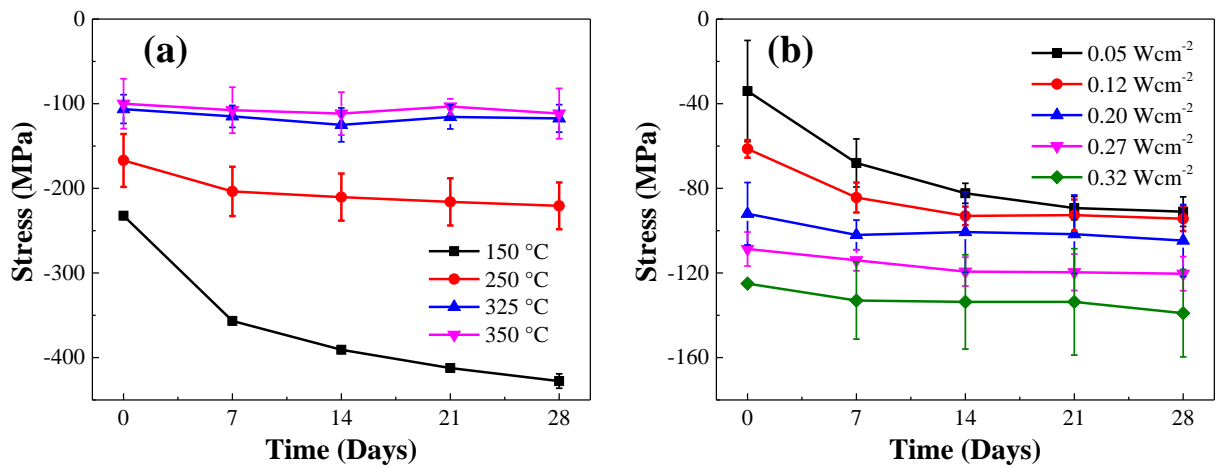 (a)
0
-100
-200
-300
-400
Stress (MPa)
150 °C
250 °C
325 °C
350 °C
0 7 14 21 28
Time (Days)
(b)
0
-40
-80
-120
-160
Stress (MPa)
0.05 Wcm-2
0.12 Wcm-2
0.20 Wcm-2
0.27 Wcm-2
0.32 Wcm-2
0 7 14 21 28
Time (Days)